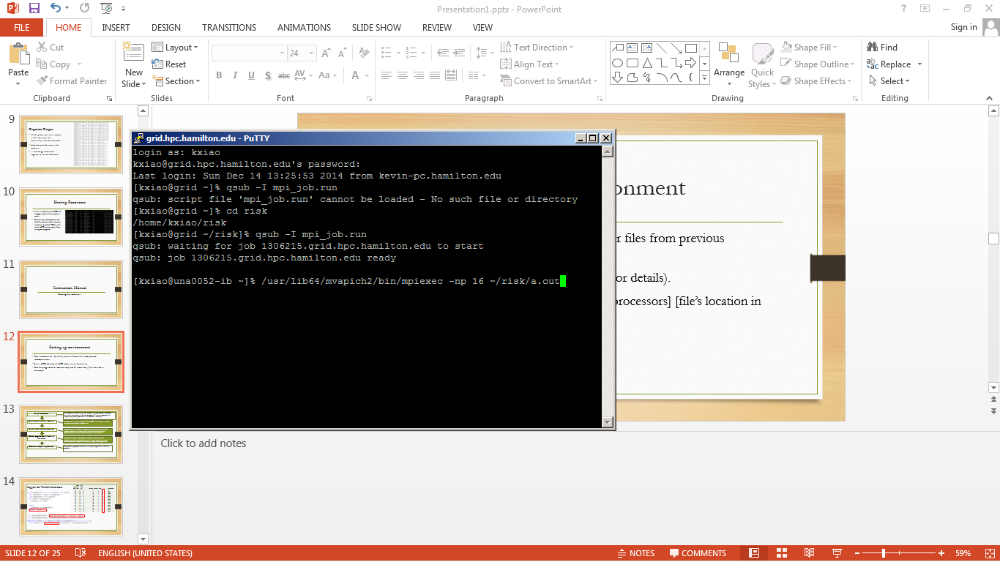 Presentation1.pptx - PowerPoint
FILE HOME INSERT DESIGN TRANSITIONS ANIMATIONS SLIDE SHOW REVIEW VIEW Sign in
Cut
Copy
Format Painter
Paste
Clipboard
New Slide
Layout
Reset
Section
Slides
24
B I U S abc AV Aa A
Font
Text Direction
Align Text
Convert to SmartArt
Paragraph
Arrange
Quick Styles
Shape Fill
Shape Outline
Shape Effects
Drawing
Find
Replace
Select
Editing
9
Organize Output
10
Sharing Resources
11
Instruction Manual
12
Setting up environment
13
14
grid.hpc.hamilton.edu - PuTTY
login as: kxiao
kxiao@grid.hpc.hamilton.edu's password:
Last login: Sun Dec 14 13:25:53 2014 from kevin-pc.hamilton.edu
[kxiao@grid ~]% qsub -I mpi_job.run
qsub: script file 'mpi_job.run' cannot be loaded - No such file or directory
[kxiao@grid ~]% cd risk
/home/kxiao/risk
[kxiao@grid ~/risk]% qsub -I mpi_job.run
qsub: waiting for job 1306215.grid.hpc.hamilton.edu to start
qsub: job 1306215.grid.hpc.hamilton.edu ready
[kxiao@una0052-ib ~]% /usr/lib64/mvapich2/bin/mpiexec -np 16 ~/risk/a.out
onment
r files from previous
or details).
processors] [file’s location in
Click to add notes
SLIDE 12 OF 25 ENGLISH (UNITED STATES) NOTES COMMENTS 59%